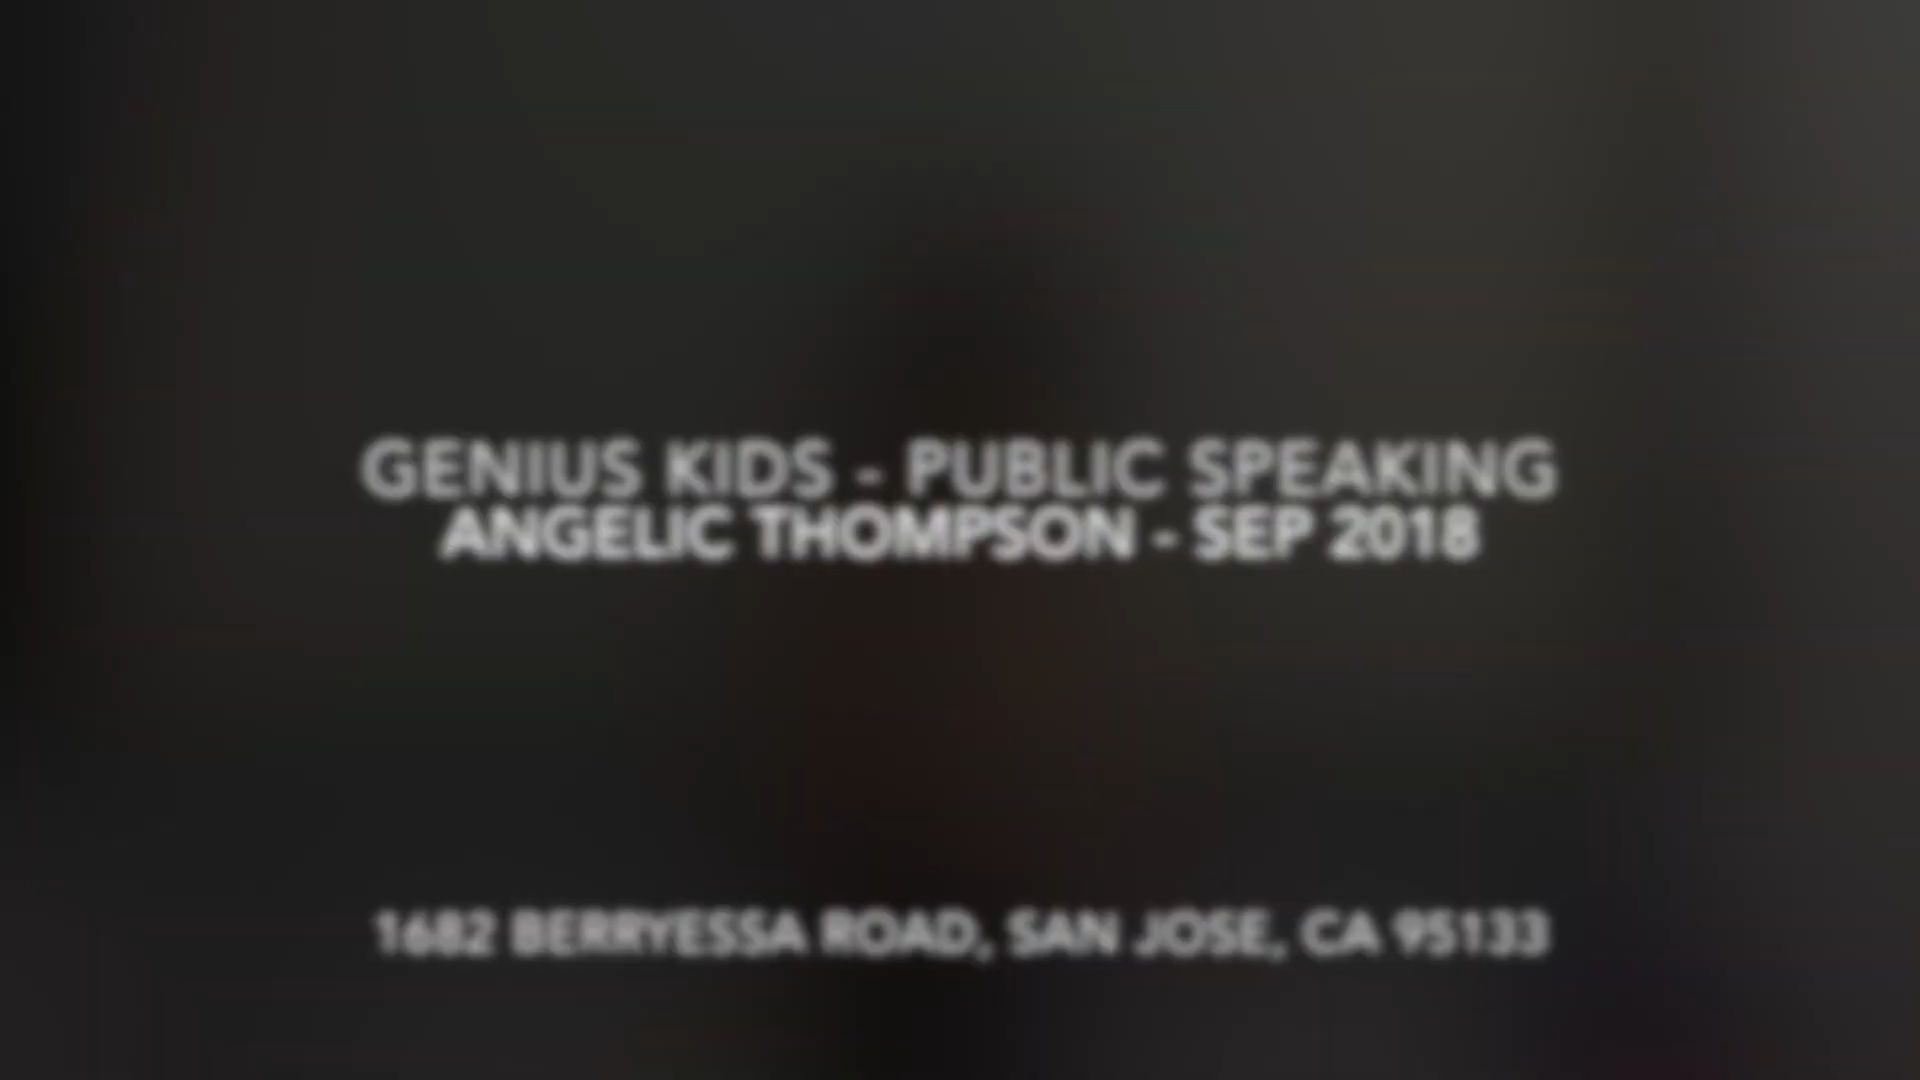 GENIUS KIDS - PUBLIC SPEAKING
ANGELIC THOMPSON - SEP 2018
1682 BERRYESSA ROAD, SAN JOSE, CA 95133